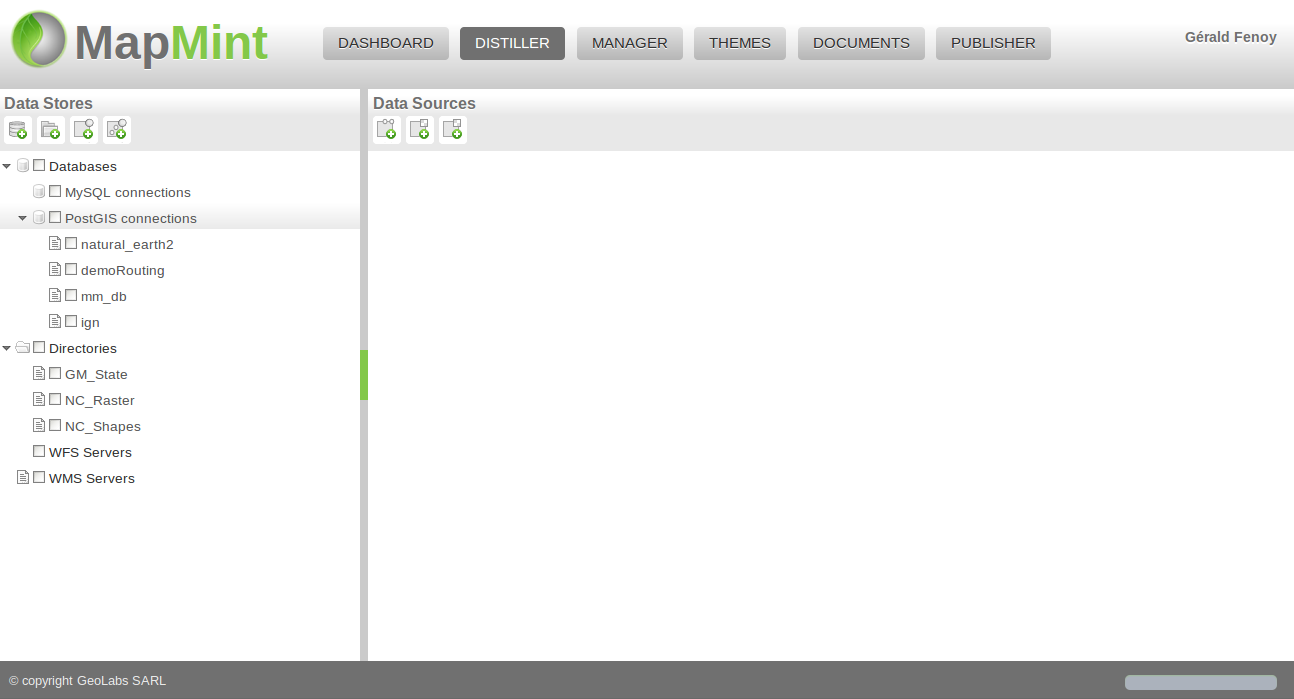 MapMint
DASHBOARD DISTILLER MANAGER THEMES DOCUMENTS PUBLISHER
Gérald Fenoy
Data Stores
Data Sources
Databases
MySQL connections
PostGIS connections
natural_earth2
demoRouting
mm_db
ign
Directories
GM_State
NC_Raster
NC_Shapes
WFS Servers
WMS Servers
© copyright GeoLabs SARL